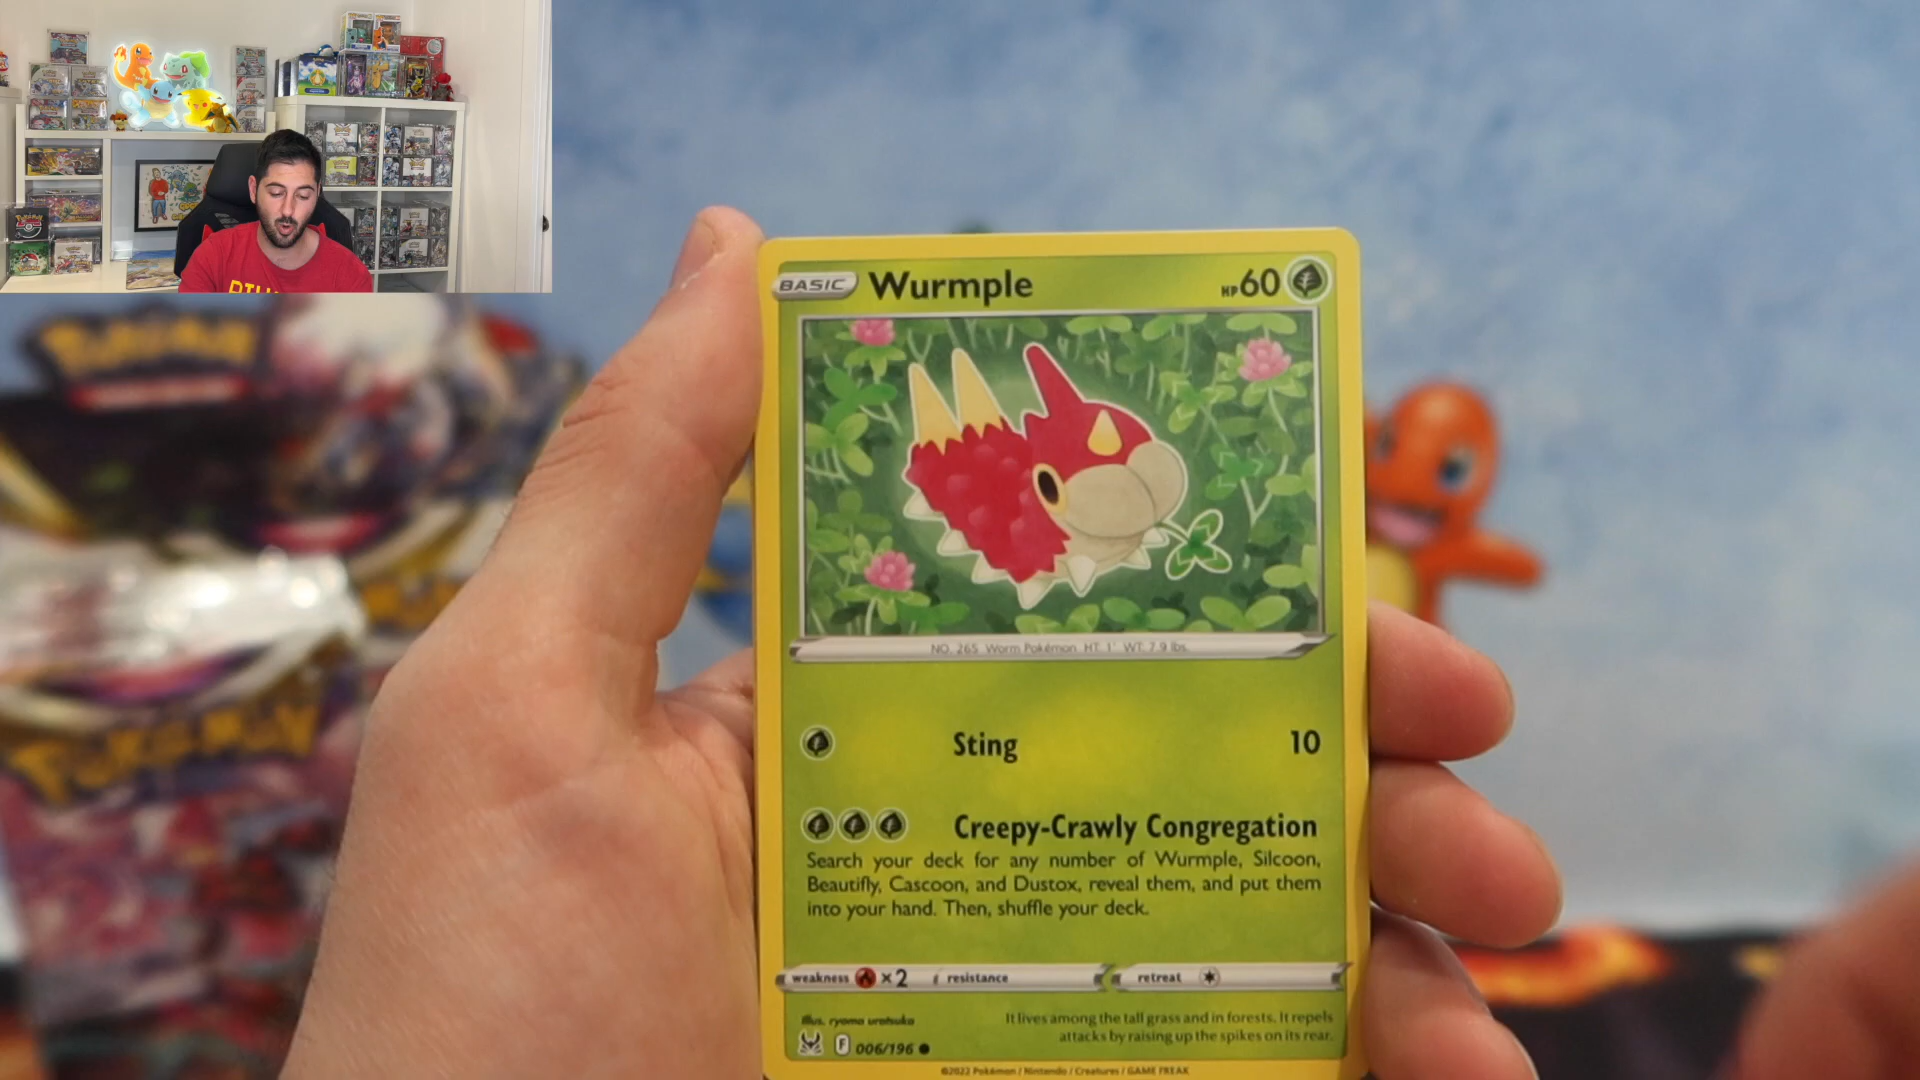 BASIC Wurmple HP60
NO. 265 Worm Pokémon HT. 1' WT. 7.9 lbs.
Sting 10
Creepy-Crawly Congregation
Search your deck for any number of Wurmple, Silcoon,
Beautifly, Cascoon, and Dustox, reveal them, and put them
into your hand. Then, shuffle your deck.
weakness ×2 resistance retreat
Illus. ryoma uratsuka
It lives among the tall grass and in forests. It repels
attacks by raising up the spikes on its rear.
F 006/196
©2022 Pokémon / Nintendo / Creatures / GAME FREAK
POKÉMON
POKÉMON